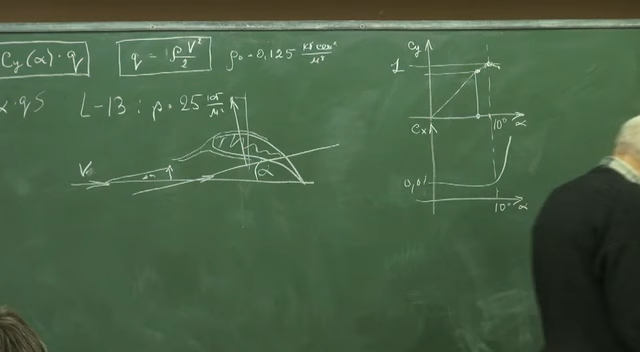 Cy(α)·q
q = ρV²/2
ρ₀ = 0,125 кг сек²/м⁴
·qS
L-13 : p = 25 кг/м²
V
α
Cy
1
10° α
Cx
0,01
10° α